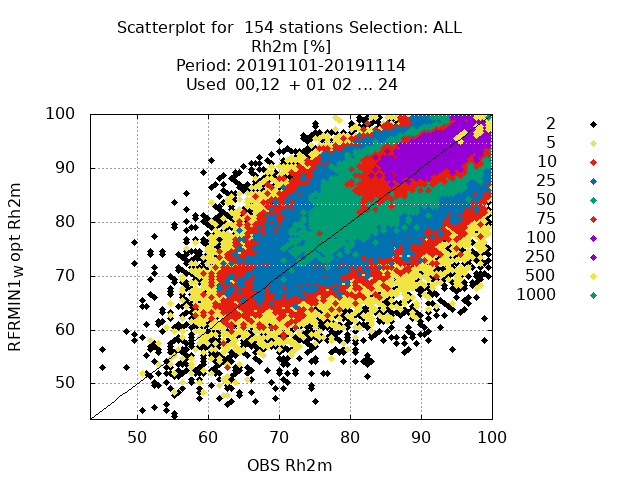 Scatterplot for  154 stations Selection: ALL
Rh2m [%]
Period: 20191101-20191114
Used  00,12  + 01 02 ... 24
RFRMIN1w opt Rh2m
100
90
80
70
60
50
50 60 70 80 90 100
OBS Rh2m
2
5
10
25
50
75
100
250
500
1000